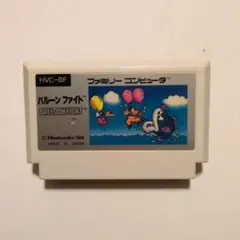 HVC-BF
ファミリー コンピュータ
バルーン ファイト
BALLOON FIGHT
©Nintendo 1984